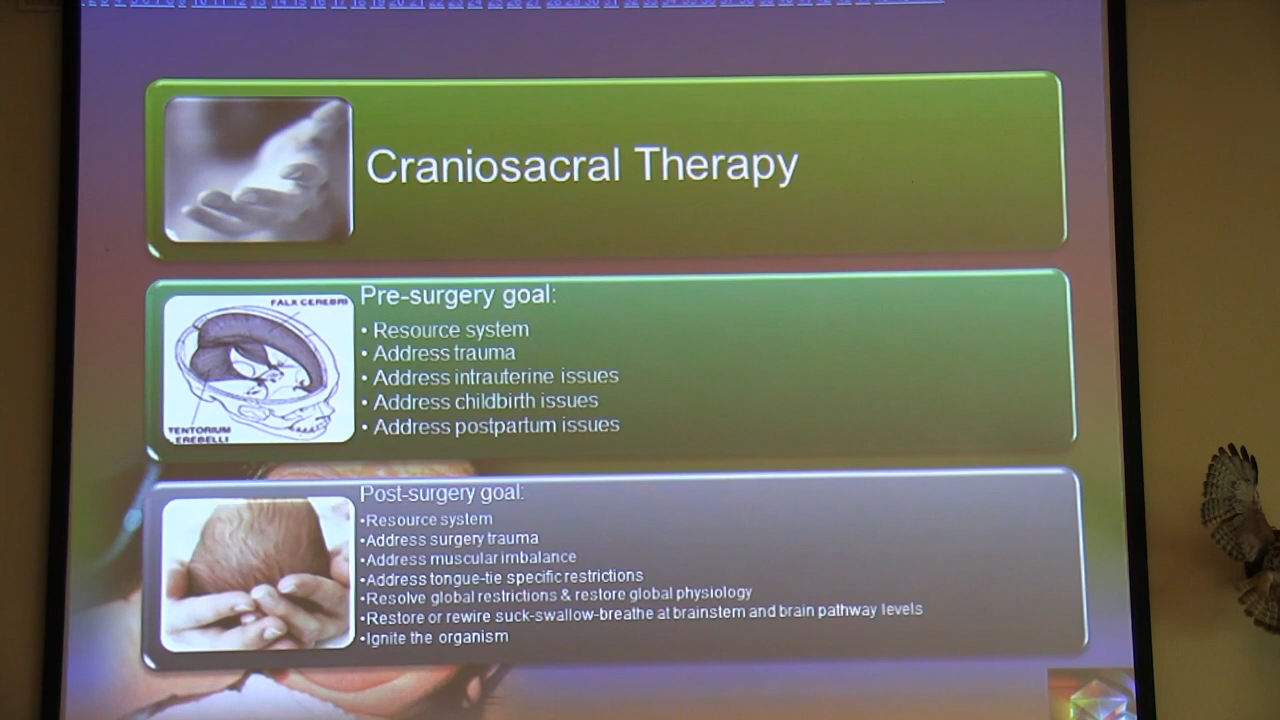 Craniosacral Therapy
FALX CEREBRI
TENTORIUM
EREBELLI
Pre-surgery goal:
• Resource system
• Address trauma
• Address intrauterine issues
• Address childbirth issues
• Address postpartum issues
Post-surgery goal:
•Resource system
•Address surgery trauma
•Address muscular imbalance
•Address tongue-tie specific restrictions
•Resolve global restrictions & restore global physiology
•Restore or rewire suck-swallow-breathe at brainstem and brain pathway levels
•Ignite the organism